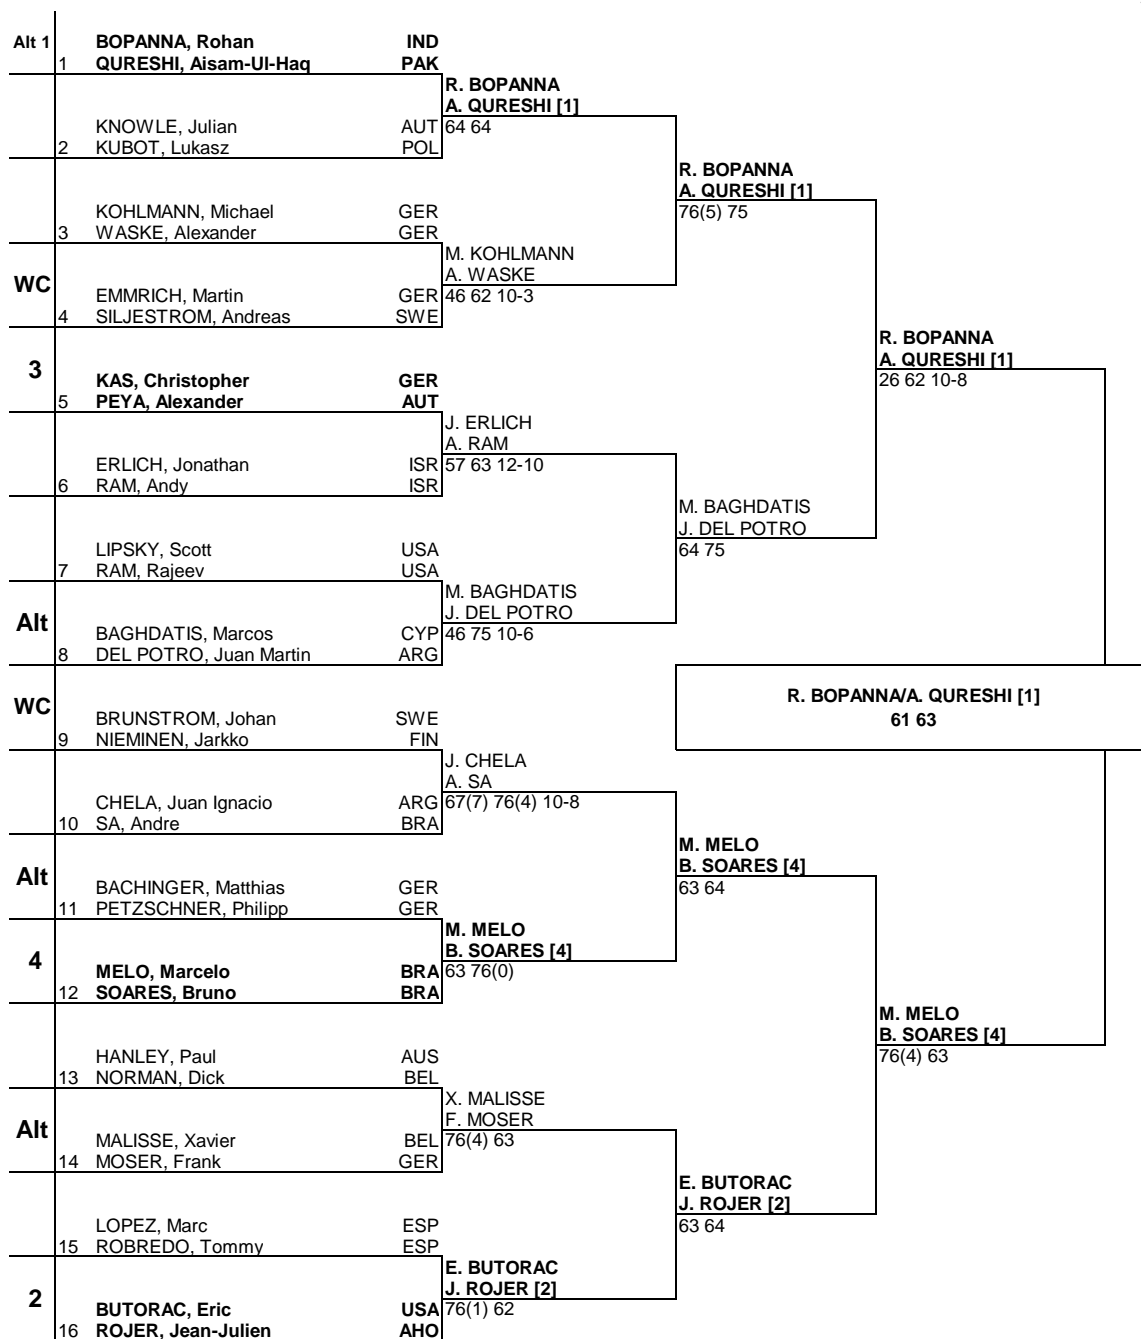 Alt 1 BOPANNA, Rohan IND
1 QURESHI, Aisam-Ul-Haq PAK
R. BOPANNA
A. QURESHI [1]
KNOWLE, Julian AUT 64 64
2 KUBOT, Lukasz POL
R. BOPANNA
A. QURESHI [1]
KOHLMANN, Michael GER 76(5) 75
3 WASKE, Alexander GER
M. KOHLMANN
WC A. WASKE
EMMRICH, Martin GER 46 62 10-3
4 SILJESTROM, Andreas SWE
R. BOPANNA
3 A. QURESHI [1]
KAS, Christopher GER 26 62 10-8
5 PEYA, Alexander AUT
J. ERLICH
A. RAM
ERLICH, Jonathan ISR 57 63 12-10
6 RAM, Andy ISR
M. BAGHDATIS
J. DEL POTRO
LIPSKY, Scott USA 64 75
7 RAM, Rajeev USA
M. BAGHDATIS
Alt J. DEL POTRO
BAGHDATIS, Marcos CYP 46 75 10-6
8 DEL POTRO, Juan Martin ARG
WC R. BOPANNA/A. QURESHI [1]
BRUNSTROM, Johan SWE 61 63
9 NIEMINEN, Jarkko FIN
J. CHELA
A. SA
CHELA, Juan Ignacio ARG 67(7) 76(4) 10-8
10 SA, Andre BRA
M. MELO
Alt B. SOARES [4]
BACHINGER, Matthias GER 63 64
11 PETZSCHNER, Philipp GER
M. MELO
4 B. SOARES [4]
MELO, Marcelo BRA 63 76(0)
12 SOARES, Bruno BRA
M. MELO
B. SOARES [4]
HANLEY, Paul AUS 76(4) 63
13 NORMAN, Dick BEL
X. MALISSE
Alt F. MOSER
MALISSE, Xavier BEL 76(4) 63
14 MOSER, Frank GER
E. BUTORAC
J. ROJER [2]
LOPEZ, Marc ESP 63 64
15 ROBREDO, Tommy ESP
E. BUTORAC
2 J. ROJER [2]
BUTORAC, Eric USA 76(1) 62
16 ROJER, Jean-Julien AHO